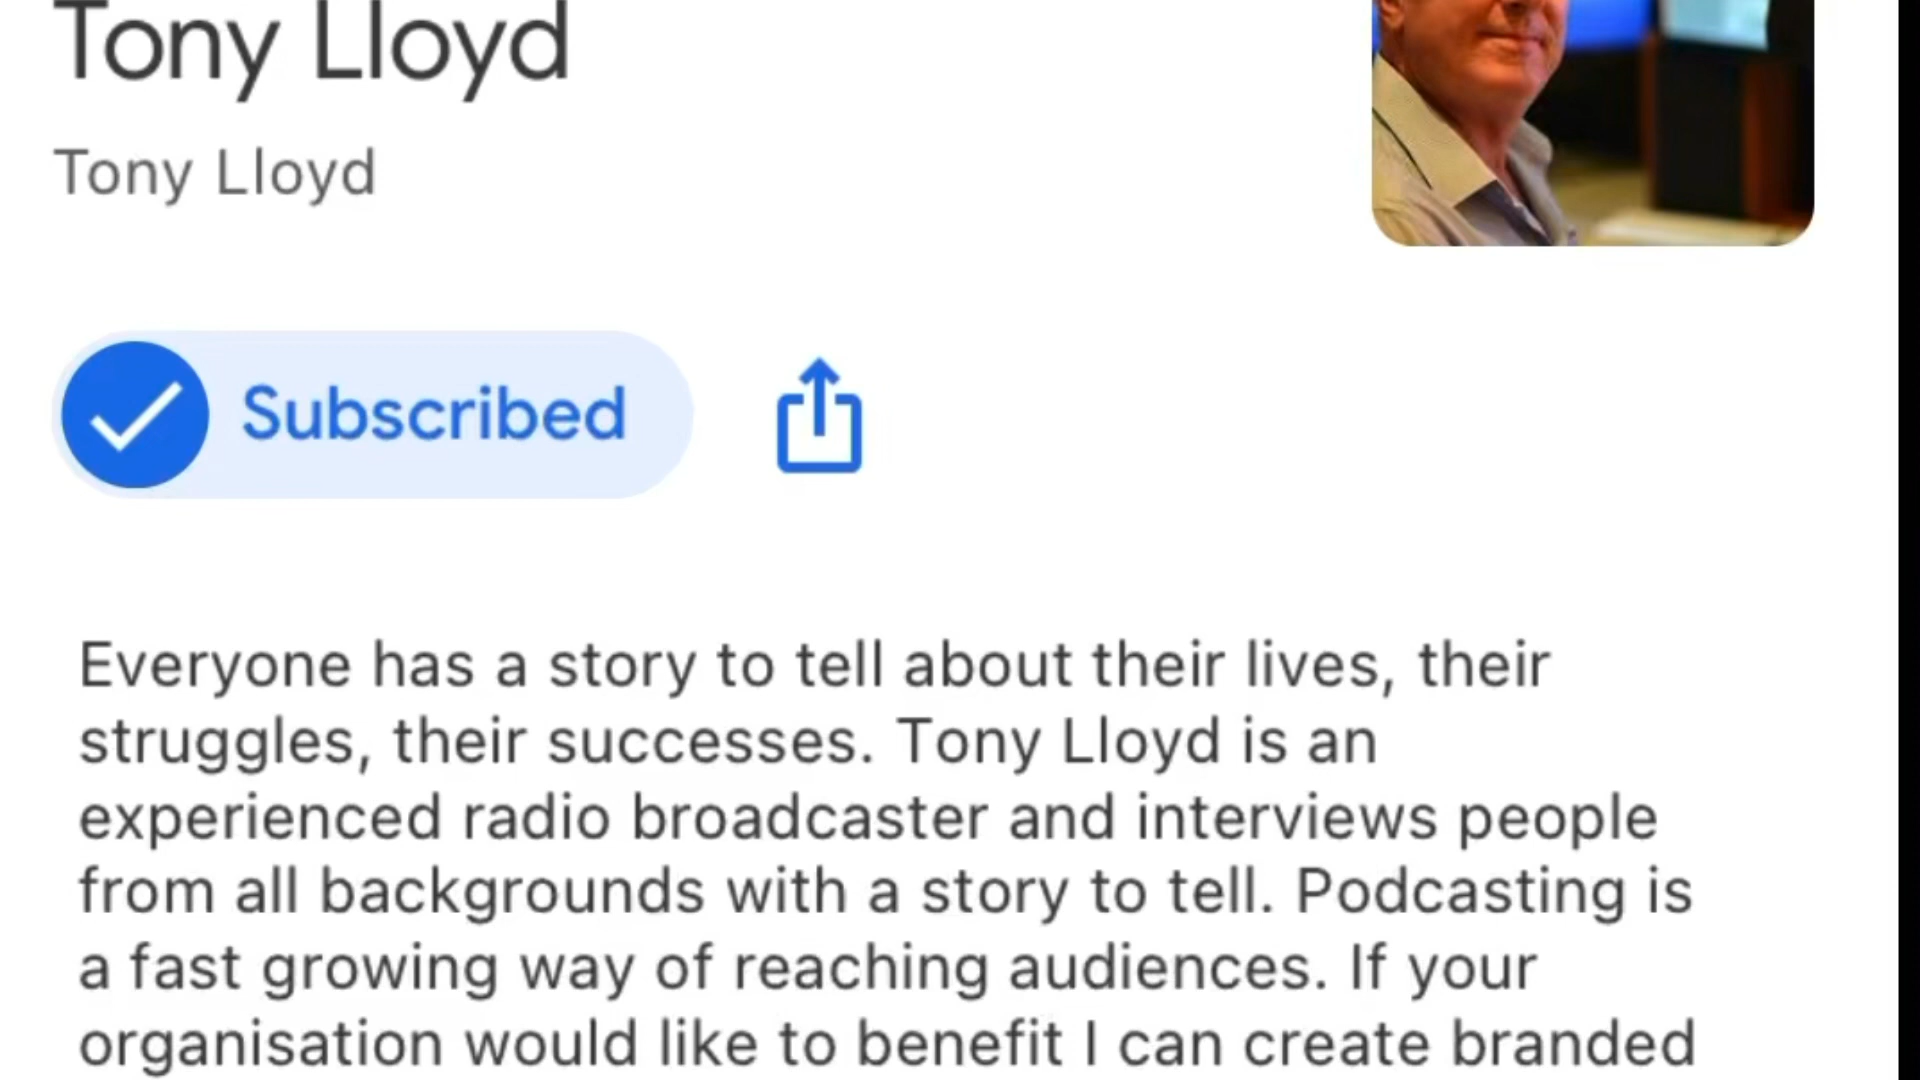 Tony Lloyd
Tony Lloyd
Subscribed
Everyone has a story to tell about their lives, their
struggles, their successes. Tony Lloyd is an
experienced radio broadcaster and interviews people
from all backgrounds with a story to tell. Podcasting is
a fast growing way of reaching audiences. If your
organisation would like to benefit I can create branded